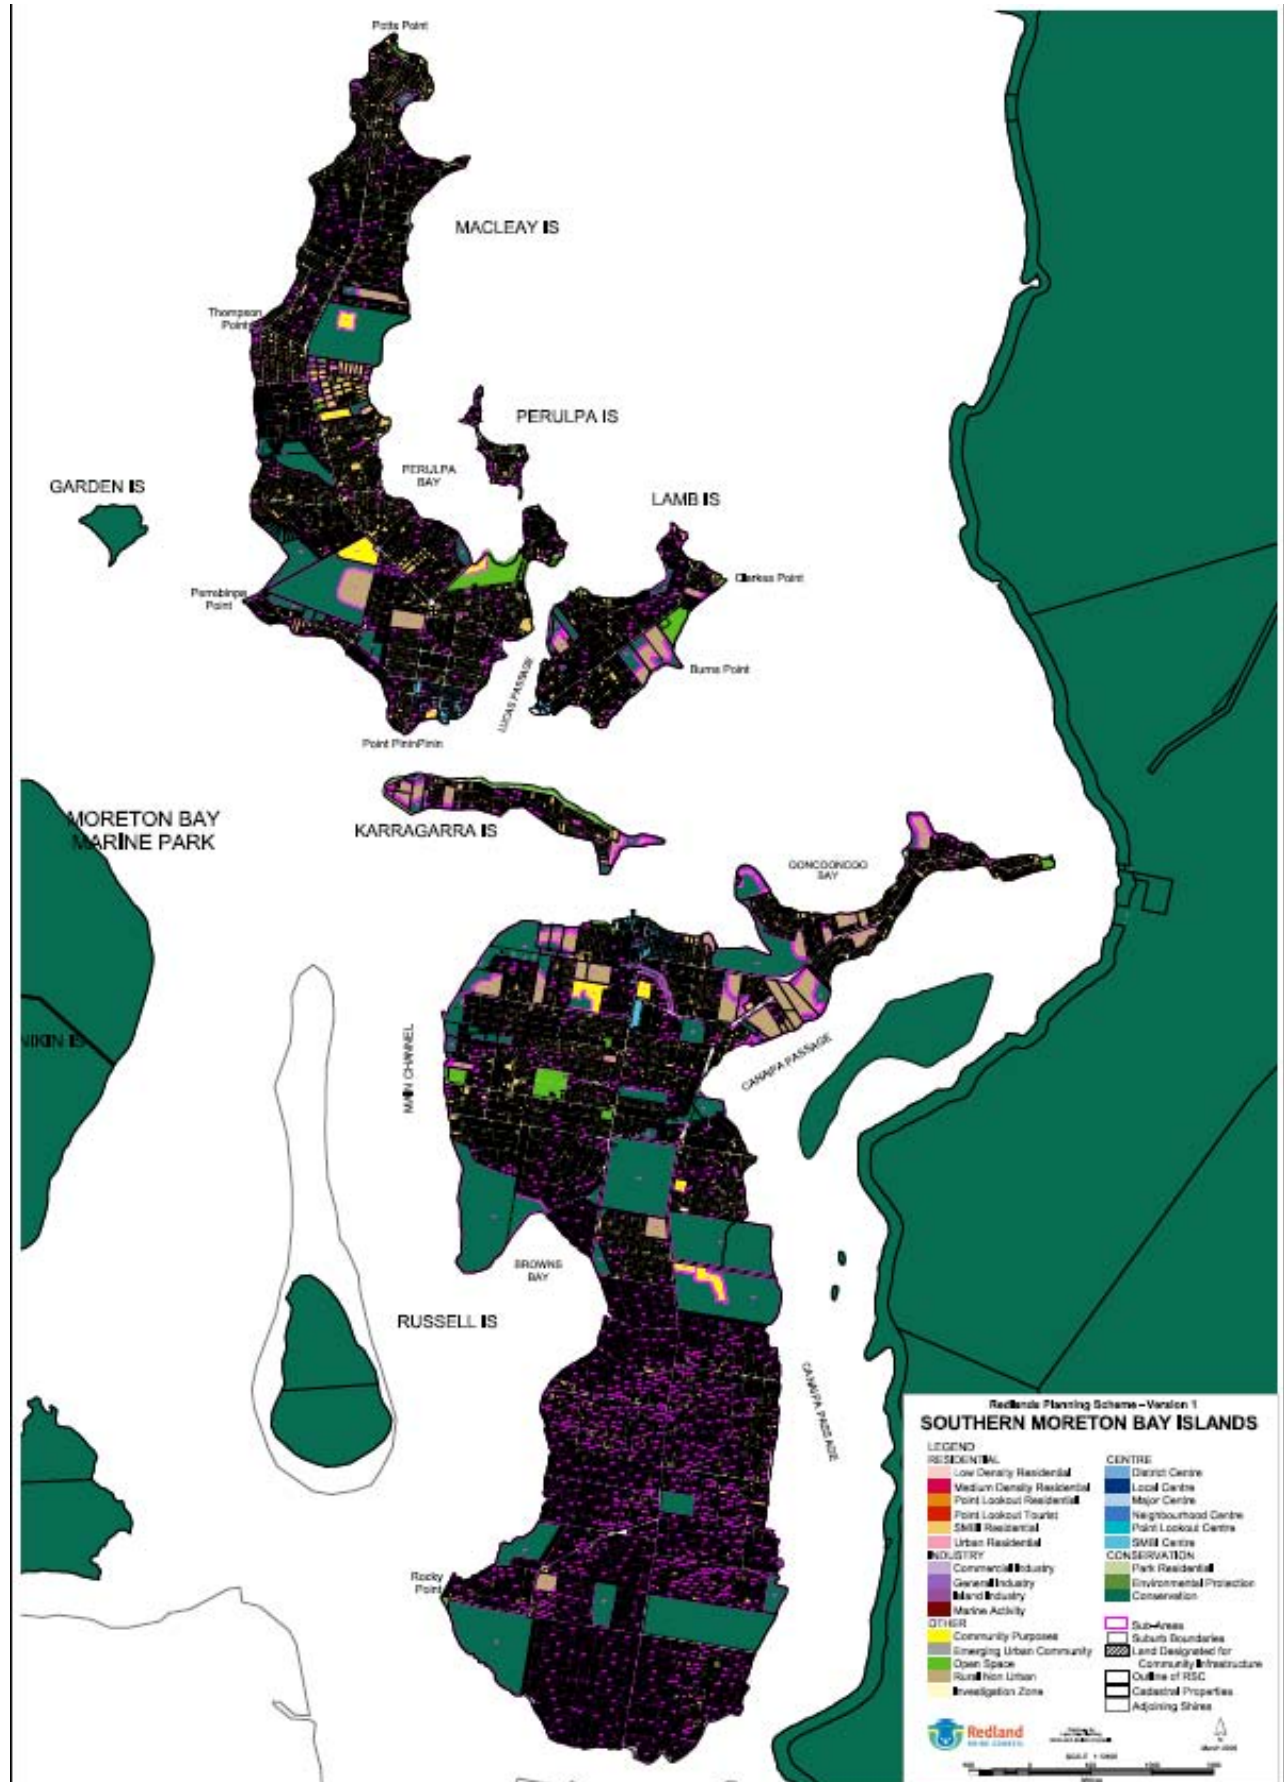 Potts Point
MACLEAY IS
Thompson
Point
PERULPA IS
PERULPA
BAY
GARDEN IS
LAMB IS
Clarkes Point
Perrebinpa
Point
Burns Point
LUCAS PASSAGE
Point PininPinin
MORETON BAY
MARINE PARK
KARRAGARRA IS
BAY
MAIN CHANNEL
NIKIN IS
CANAIPA PASSAGE
BROWNS
BAY
RUSSELL IS
CANAIPA PASSAGE
Rocky
Point
Redlands Planning Scheme - Version 1
SOUTHERN MORETON BAY ISLANDS
LEGEND
RESIDENTIAL
Low Density Residential
Medium Density Residential
Point Lookout Residential
Point Lookout Tourist
SMBI Residential
Urban Residential
INDUSTRY
Commercial Industry
General Industry
Island Industry
Marine Activity
OTHER
Community Purposes
Emerging Urban Community
Open Space
Rural Non Urban
Investigation Zone
CENTRE
District Centre
Local Centre
Major Centre
Neighbourhood Centre
Point Lookout Centre
SMBI Centre
CONSERVATION
Park Residential
Environmental Protection
Conservation
Sub-Areas
Suburb Boundaries
Land Designated for
Community Infrastructure
Outline of RSC
Cadastral Properties
Adjoining Shires
Redland
SHIRE COUNCIL